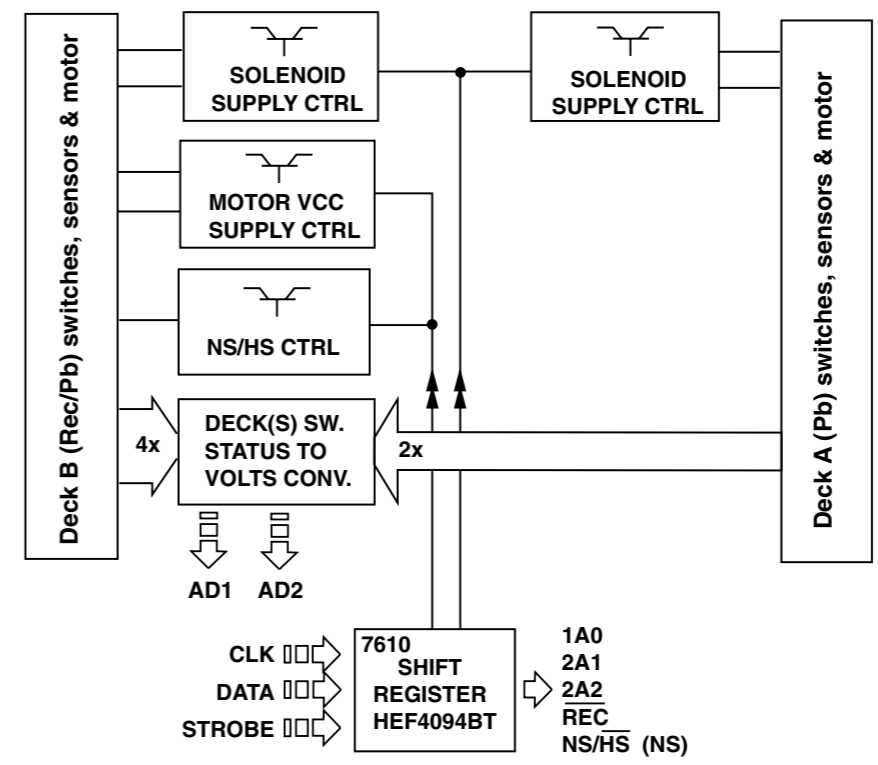 Deck B (Rec/Pb) switches, sensors & motor
SOLENOID
SUPPLY CTRL
SOLENOID
SUPPLY CTRL
Deck A (Pb) switches, sensors & motor
MOTOR VCC
SUPPLY CTRL
NS/HS CTRL
4x
DECK(S) SW.
STATUS TO
VOLTS CONV.
2x
AD1
AD2
CLK
DATA
STROBE
7610
SHIFT
REGISTER
HEF4094BT
1A0
2A1
2A2
REC
NS/HS (NS)